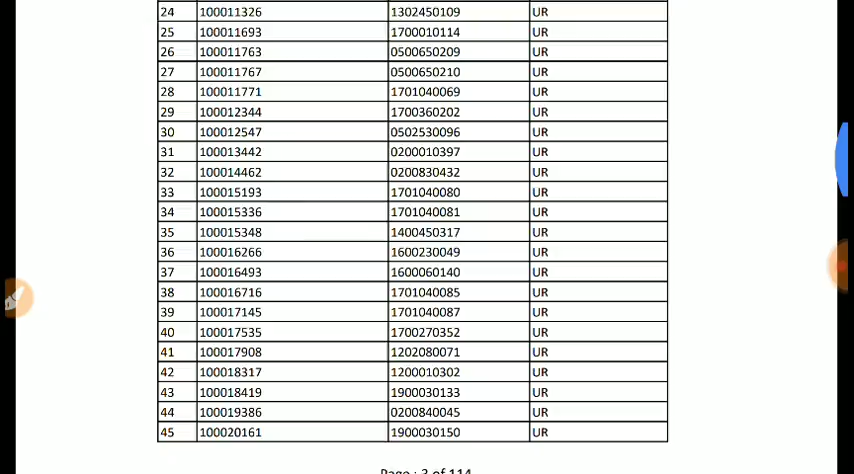 24 100011326 1302450109 UR
25 100011693 1700010114 UR
26 100011763 0500650209 UR
27 100011767 0500650210 UR
28 100011771 1701040069 UR
29 100012344 1700360202 UR
30 100012547 0502530096 UR
31 100013442 0200010397 UR
32 100014462 0200830432 UR
33 100015193 1701040080 UR
34 100015336 1701040081 UR
35 100015348 1400450317 UR
36 100016266 1600230049 UR
37 100016493 1600060140 UR
38 100016716 1701040085 UR
39 100017145 1701040087 UR
40 100017535 1700270352 UR
41 100017908 1202080071 UR
42 100018317 1200010302 UR
43 100018419 1900030133 UR
44 100019386 0200840045 UR
45 100020161 1900030150 UR
Page : 3 of 114